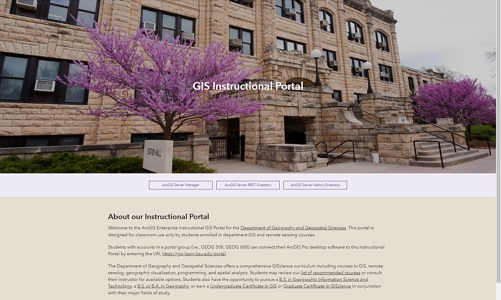 GIS Instructional Portal
ArcGIS Server Manager
ArcGIS Server REST Directory
ArcGIS Server Admin Directory
About our Instructional Portal
Welcome to the ArcGIS Enterprise Instructional GIS Portal for the Department of Geography and Geospatial Sciences. This portal is
designed for classroom use only by students enrolled in department GIS and remote sensing courses.
Students with accounts in a portal group (i.e., GEOG 508, GEOG 608) can connect their ArcGIS Pro desktop software to this Instructional
Portal by entering the URL https://gis.learn.ksu.edu/portal/.
The Department of Geography and Geospatial Sciences offers a comprehensive GIScience curriculum including courses in GIS, remote
sensing, geographic visualisation, programming, and spatial analysis. Students may review our list of recommended courses or consult
their instructor for available options. Students also have the opportunity to pursue a B.S. in Geographic Information Science and
Technology, a B.S. or B.A. in Geography, or earn a Undergraduate Certificate in GIS or Graduate Certificate in GIScience in conjunction
with their major fields of study.